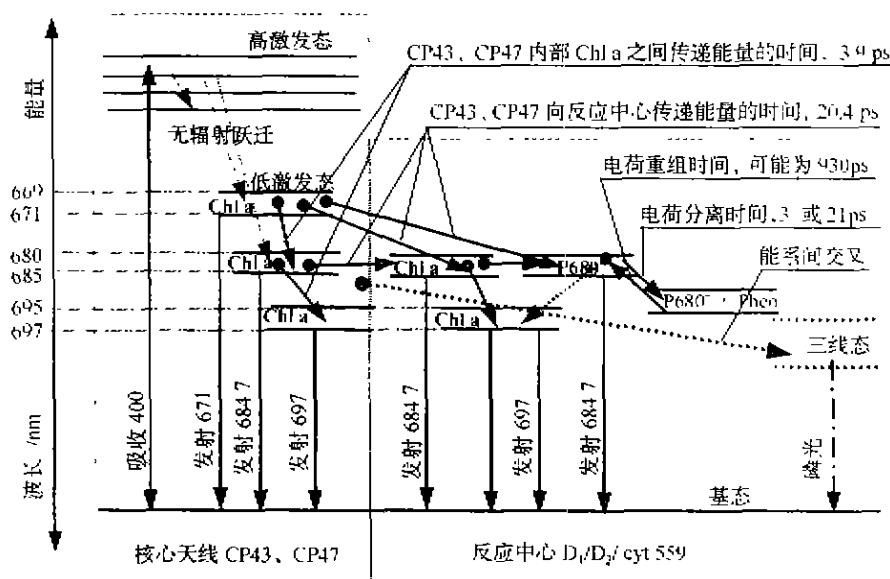 高激发态
CP43、CP47 内部 Chl a 之间传递能量的时间, 3.9 ps
能量
无辐射跃迁
CP43、CP47 向反应中心传递能量的时间, 20.4 ps
电荷重组时间, 可能为 930ps
电荷分离时间, 3 或 21ps
能系间交叉
669
低激发态
Chl a
671
680
Chl a
Chl a
P680
685
P680
Pheo
695
Chl a
Chl a
697
三线态
波长 /nm
吸收 400
发射 671
发射 684 7
发射 697
发射 684 7
发射 697
发射 684 7
基态
核心天线 CP43、CP47
反应中心 D₁/D₂/ cyt 559